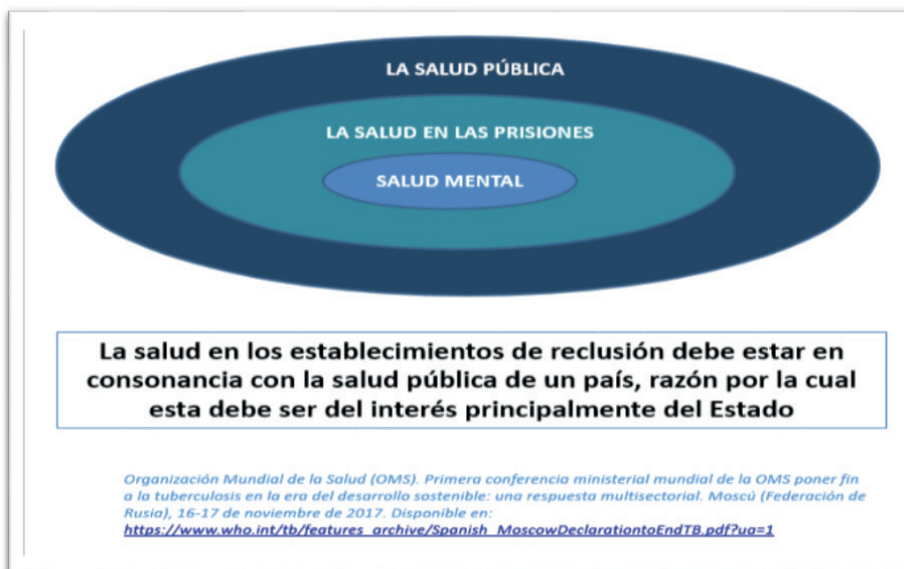 LA SALUD PÚBLICA
LA SALUD EN LAS PRISIONES
SALUD MENTAL
La salud en los establecimientos de reclusión debe estar en
consonancia con la salud pública de un país, razón por la cual
esta debe ser del interés principalmente del Estado
Organización Mundial de la Salud (OMS). Primera conferencia ministerial mundial de la OMS poner fin
a la tuberculosis en la era del desarrollo sostenible: una respuesta multisectorial. Moscú (Federación de
Rusia), 16-17 de noviembre de 2017. Disponible en:
https://www.who.int/tb/features_archive/Spanish_MoscowDeclarationtoEndTB.pdf?ua=1